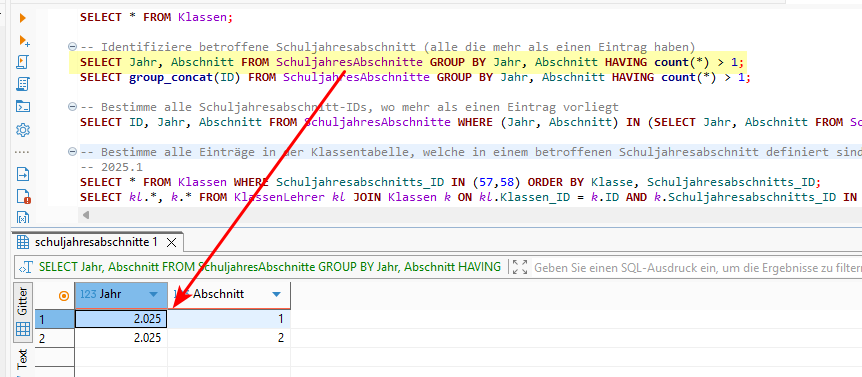 SELECT * FROM Klassen;
-- Identifiziere betroffene Schuljahresabschnitt (alle die mehr als einen Eintrag haben)
SELECT Jahr, Abschnitt FROM SchuljahresAbschnitte GROUP BY Jahr, Abschnitt HAVING count(*) > 1;
SELECT group_concat(ID) FROM SchuljahresAbschnitte GROUP BY Jahr, Abschnitt HAVING count(*) > 1;
-- Bestimme alle Schuljahresabschnitt-IDs, wo mehr als einen Eintrag vorliegt
SELECT ID, Jahr, Abschnitt FROM SchuljahresAbschnitte WHERE (Jahr, Abschnitt) IN (SELECT Jahr, Abschnitt FROM Sc
-- Bestimme alle Einträge in der Klassentabelle, welche in einem betroffenen Schuljahresabschnitt definiert sind
-- 2025.1
SELECT * FROM Klassen WHERE Schuljahresabschnitts_ID IN (57,58) ORDER BY Klasse, Schuljahresabschnitts_ID;
SELECT kl.*, k.* FROM KlassenLehrer kl JOIN Klassen k ON kl.Klassen_ID = k.ID AND k.Schuljahresabschnitts_ID IN
schuljahresabschnitte 1
SELECT Jahr, Abschnitt FROM SchuljahresAbschnitte GROUP BY Jahr, Abschnitt HAVING
Geben Sie einen SQL-Ausdruck ein, um die Ergebnisse zu filtern
Gitter
Text
123 Jahr
123 Abschnitt
1 2.025 1
2 2.025 2